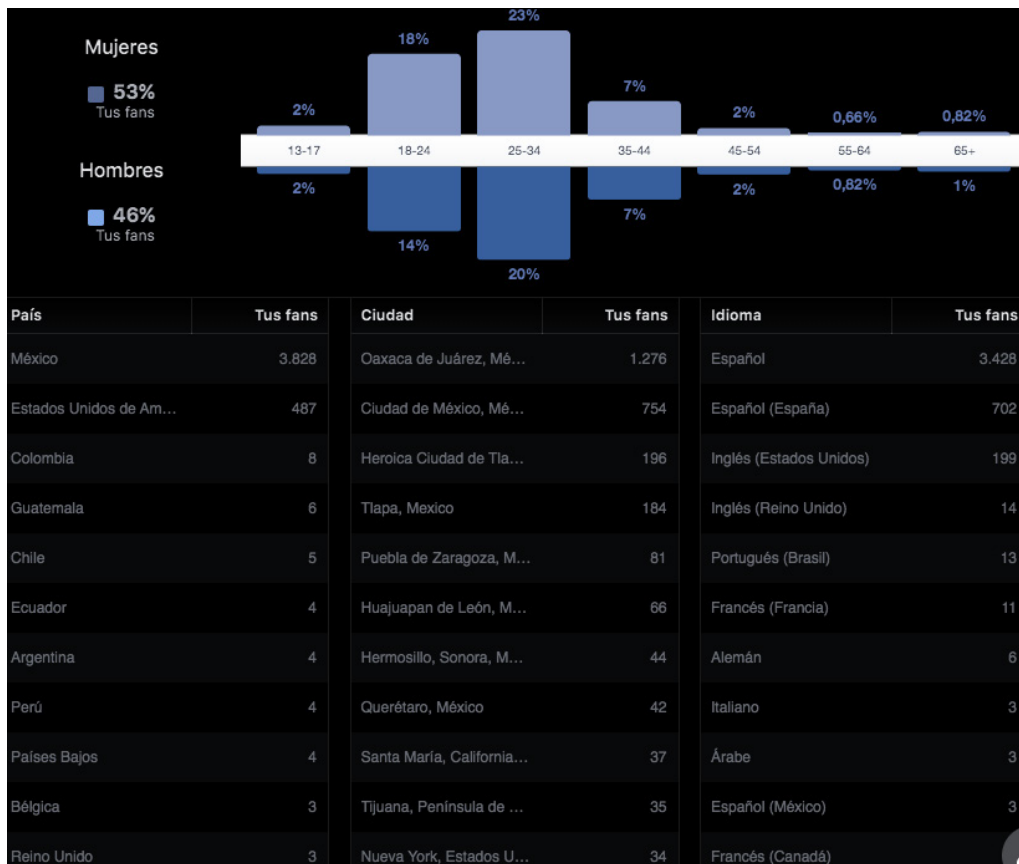 Mujeres
53%
Tus fans
2% 18% 23% 7% 2% 0,66% 0,82%
13-17 18-24 25-34 35-44 45-54 55-64 65+
Hombres
46%
Tus fans
2% 14% 20% 7% 2% 0,82% 1%
País Tus fans Ciudad Tus fans Idioma Tus fans
México 3.828 Oaxaca de Juárez, Mé... 1.276 Español 3.428
Estados Unidos de Am... 487 Ciudad de México, Mé... 754 Español (España) 702
Colombia 8 Heroica Ciudad de Tla... 196 Inglés (Estados Unidos) 199
Guatemala 6 Tlapa, Mexico 184 Inglés (Reino Unido) 14
Chile 5 Puebla de Zaragoza, M... 81 Portugués (Brasil) 13
Ecuador 4 Huajuapan de León, M... 66 Francés (Francia) 11
Argentina 4 Hermosillo, Sonora, M... 44 Alemán 6
Perú 4 Querétaro, México 42 Italiano 3
Países Bajos 4 Santa María, California... 37 Árabe 3
Bélgica 3 Tijuana, Península de ... 35 Español (México) 3
Reino Unido 3 Nueva York, Estados U... 34 Francés (Canadá)